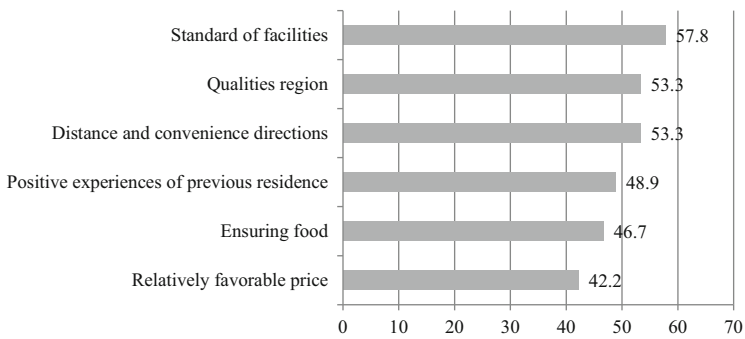 Standard of facilities 57.8
Qualities region 53.3
Distance and convenience directions 53.3
Positive experiences of previous residence 48.9
Ensuring food 46.7
Relatively favorable price 42.2
0 10 20 30 40 50 60 70